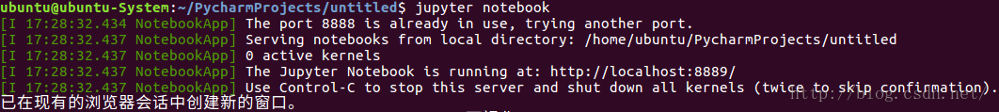 ubuntu@ubuntu-System:~/PycharmProjects/untitled$ jupyter notebook
[I 17:28:32.434 NotebookApp] The port 8888 is already in use, trying another port.
[I 17:28:32.437 NotebookApp] Serving notebooks from local directory: /home/ubuntu/PycharmProjects/untitled
[I 17:28:32.437 NotebookApp] 0 active kernels
[I 17:28:32.437 NotebookApp] The Jupyter Notebook is running at: http://localhost:8889/
[I 17:28:32.437 NotebookApp] Use Control-C to stop this server and shut down all kernels (twice to skip confirmation).
http://blog.csdn.net/
已在现有的浏览器会话中创建新的窗口。